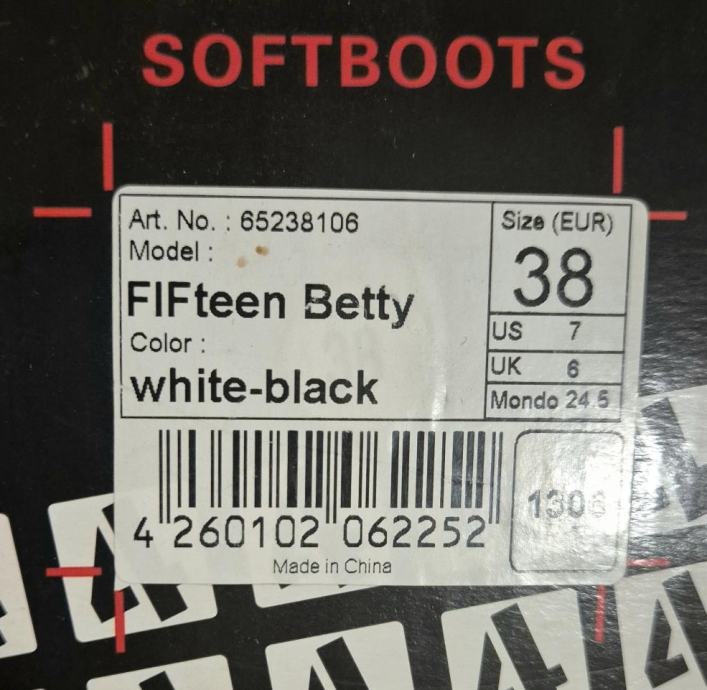 SOFTBOOTS
Art. No. : 65238106
Model :
FIFteen Betty
Color :
white-black
Size (EUR)
38
US 7
UK 6
Mondo 24.5
4 260102 062252
1306
Made in China